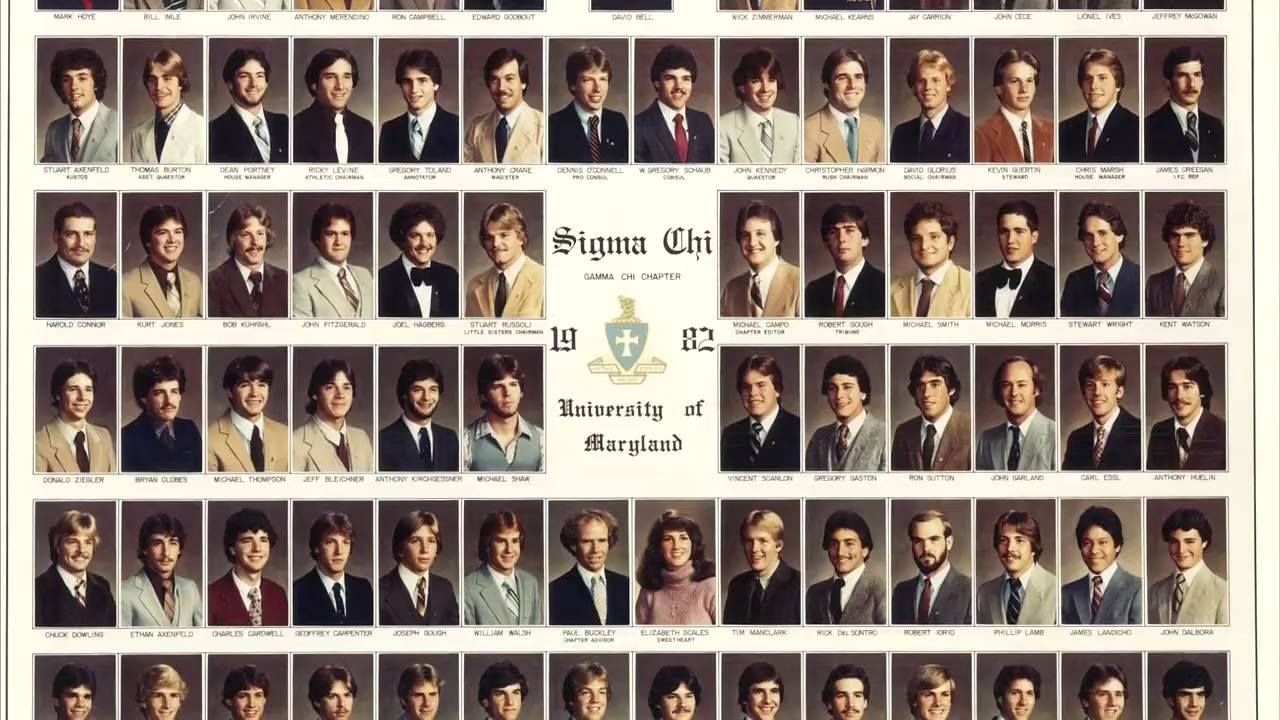 MARK HOYE BILL IMLE JOHN IRVINE ANTHONY MERENDINO RON CAMPBELL EDWARD GODBOUT DAVID BELL WICK ZIMMERMAN MICHAEL KEARNS JAY CARRION JOHN CECE LIONEL IVES JEFFREY McGOWAN
STUART AXENFELD THOMAS BURTON DEAN PORTNEY RICKY LEVINE GREGORY TOLAND ANTHONY CRANE DENNIS O'CONNELL W. GREGORY SCHAUB JOHN KENNEDY CHRISTOPHER HARMON DAVID GLORIUS KEVIN GUERTIN CHRIS MARSH JAMES CREEGAN
KUSTOS ASS'T. QUAESTOR HOUSE MANAGER ATHLETIC CHAIRMAN ANNOTATOR MAGISTER PRO CONSUL CONSUL QUAESTOR RUSH CHAIRMAN SOCIAL CHAIRMAN STEWARD HOUSE MANAGER I.F.C. REP.
Sigma Chi
GAMMA CHI CHAPTER
HAROLD CONNOR KURT JONES BOB KUHFAHL JOHN FITZGERALD JOEL HAGBERG STUART RUSSOLI MICHAEL CAMPO ROBERT GOUGH MICHAEL SMITH MICHAEL MORRIS STEWART WRIGHT KENT WATSON
LITTLE SISTERS CHAIRMAN CHAPTER EDITOR TRIBUNE
19 82
University of
Maryland
DONALD ZIEGLER BRYAN CLOBES MICHAEL THOMPSON JEFF BLEICHNER ANTHONY KIRCHGESSNER MICHAEL SHAW VINCENT SCANLON GREGORY GASTON RON SUTTON JOHN GARLAND CARL ESSL ANTHONY HUELIN
CHUCK DOWLING ETHAN AXENFELD CHARLES CARDWELL GEOFFREY CARPENTER JOSEPH GOUGH WILLIAM WALSH PAUL BUCKLEY ELIZABETH SCALES TIM MANCLARK RICK DEL SONTRO ROBERT IORIO PHILLIP LAMB JAMES LANDICHO JOHN DALBORA
CHAPTER ADVISOR SWEETHEART